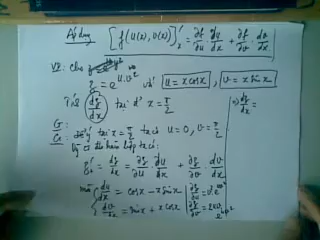 Áp dụng [f(u(x), v(x))]'ₓ = ∂f/∂u · du/dx + ∂f/∂v · dv/dx
VD: Cho
z = e^{u.v²} với u = x cos x, v = x sin x
Tính dz/dx tại x = π/2
G: Để ý tại x = π/2 ta có u = 0, v = π/2
z'ₓ = dz/dx = ∂z/∂u · du/dx + ∂z/∂v · dv/dx
mà du/dx = cos x − x sin x
dv/dx = sin x + x cos x
∂z/∂u = v² e^{uv²}
∂z/∂v = 2uv e^{uv²}
⇒ dz/dx =